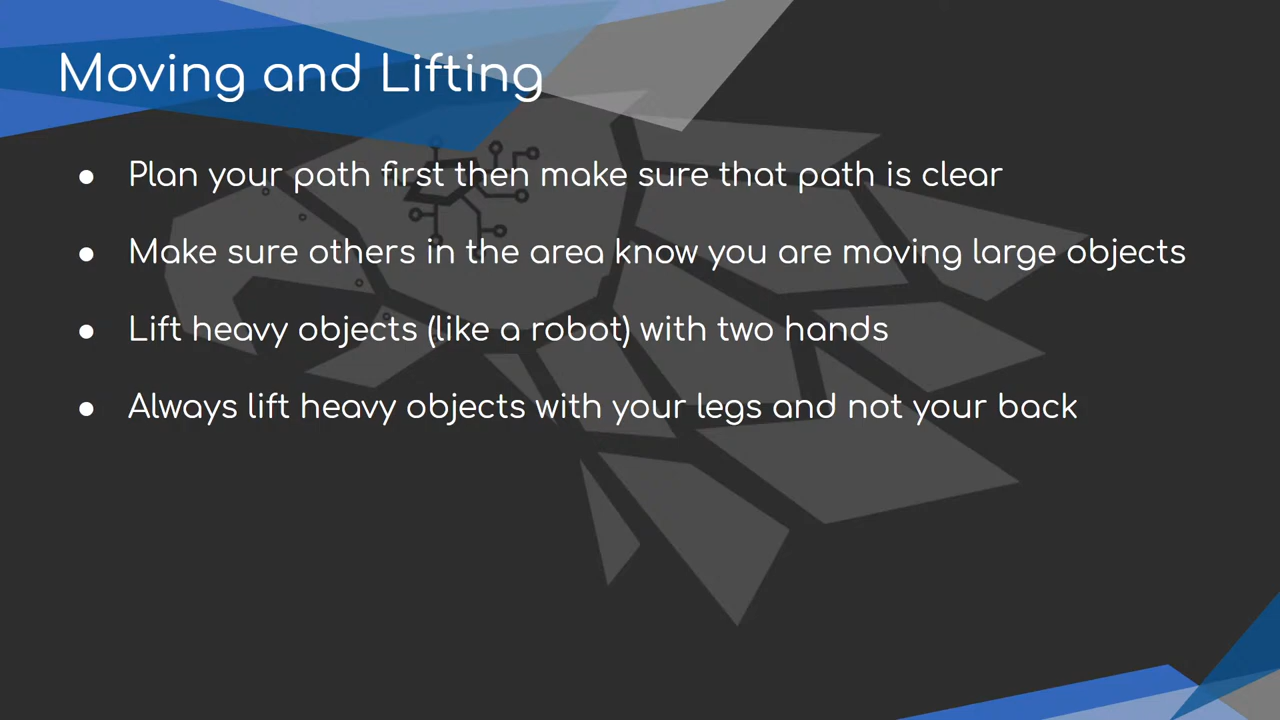 Moving and Lifting
● Plan your path first then make sure that path is clear
● Make sure others in the area know you are moving large objects
● Lift heavy objects (like a robot) with two hands
● Always lift heavy objects with your legs and not your back